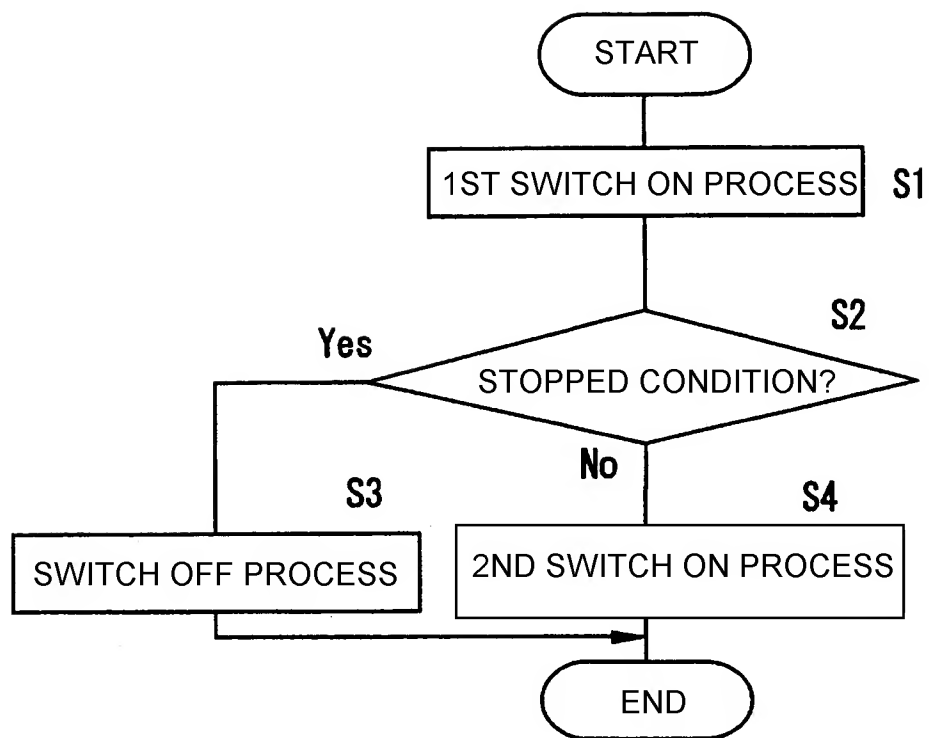 START
1ST SWITCH ON PROCESS S1
S2
Yes
STOPPED CONDITION?
No
S3 S4
SWITCH OFF PROCESS 2ND SWITCH ON PROCESS
END